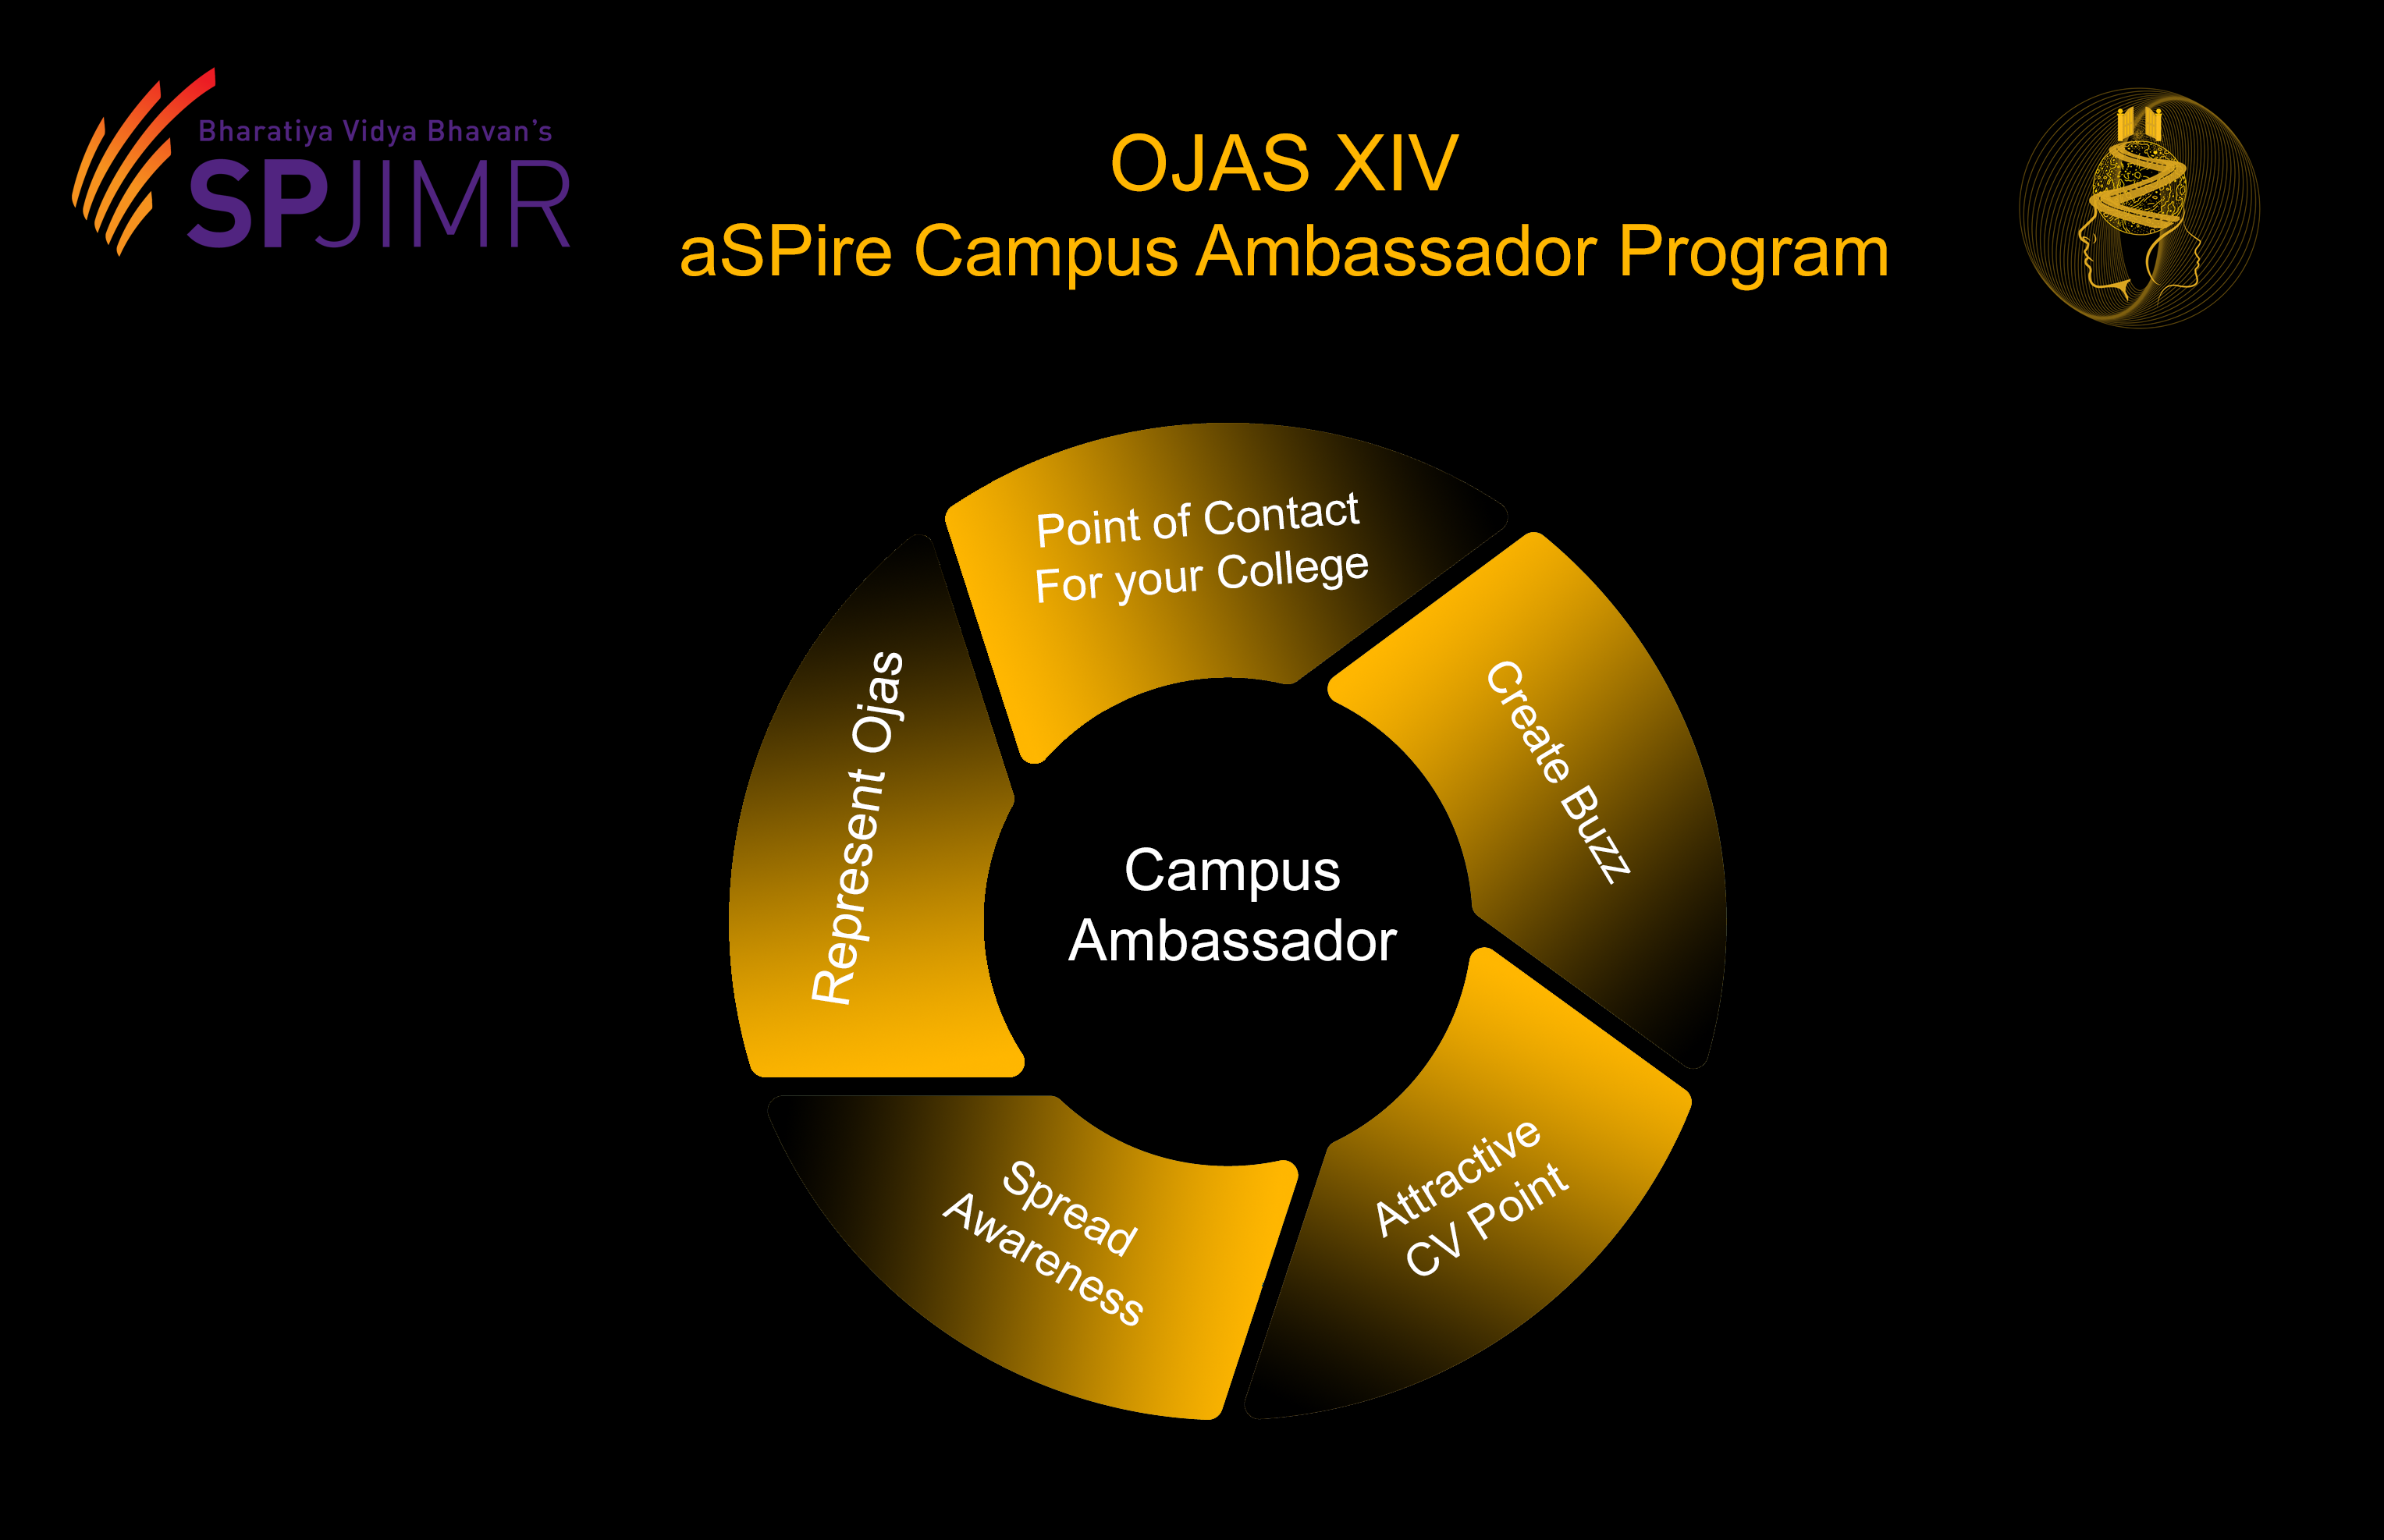 Bharatiya Vidya Bhavan's
SPJIMR
OJAS XIV
aSPire Campus Ambassador Program
Point of Contact
For your College
Create Buzz
Attractive
CV Point
Spread
Awareness
Represent Ojas
Campus
Ambassador